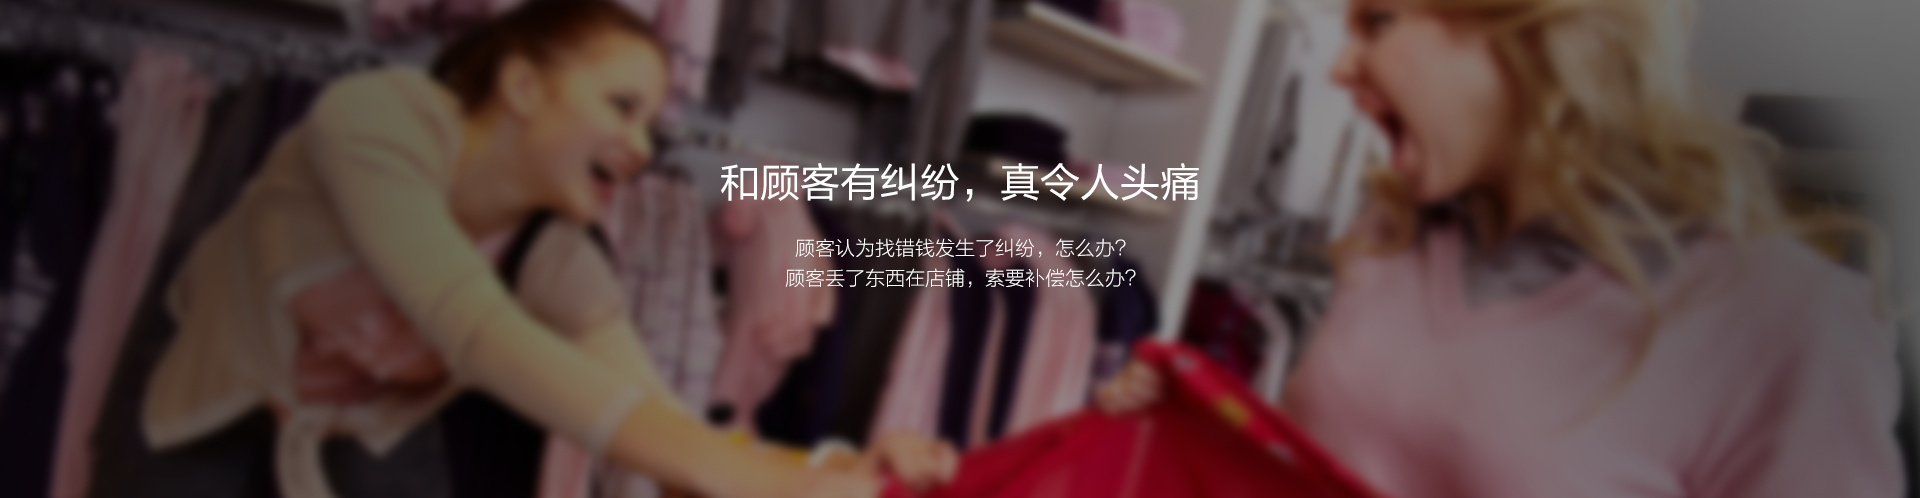 和顾客有纠纷，真令人头痛
顾客认为找错钱发生了纠纷，怎么办？
顾客丢了东西在店铺，索要补偿怎么办？